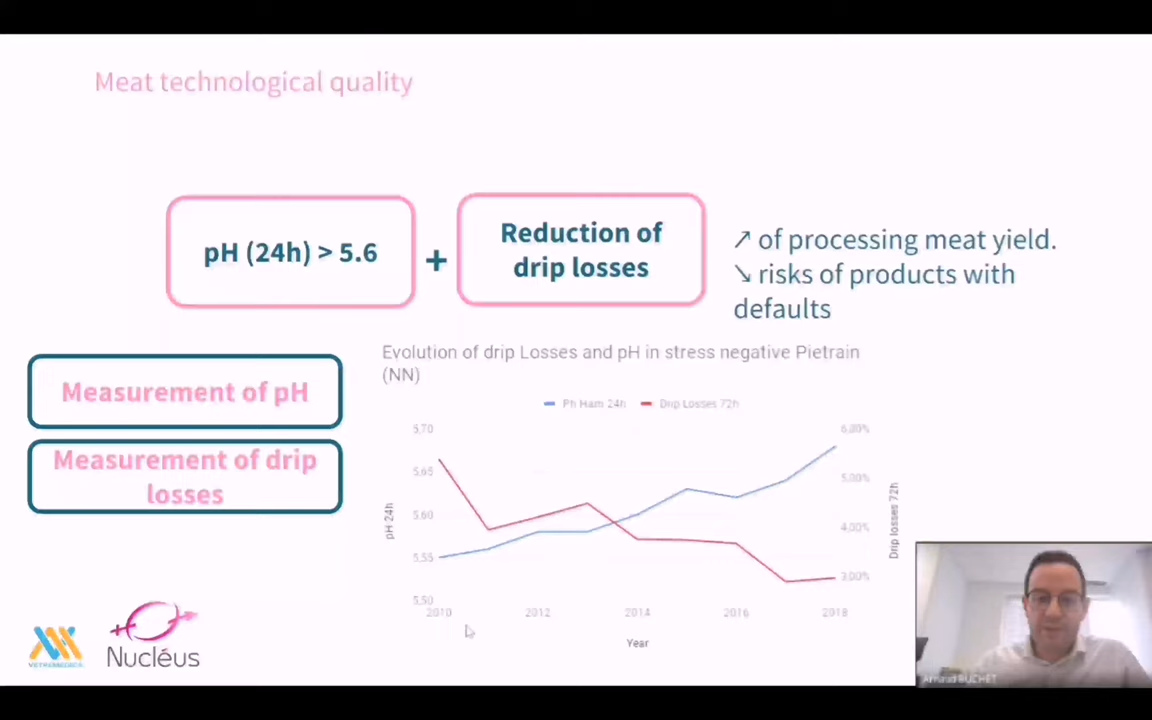 Meat technological quality
pH (24h) > 5.6
+
Reduction of
drip losses
↗ of processing meat yield.
↘ risks of products with
defaults
Measurement of pH
Measurement of drip
losses
Evolution of drip Losses and pH in stress negative Pietrain
(NN)
Ph Ham 24h
Drip Losses 72h
5,70
5,65
5,60
5,55
5,50
pH 24h
6,00%
5,00%
4,00%
3,00%
Drip losses 72h
2010
2012
2014
2016
2018
Year
VETREMEDICA
Nucléus
Arnaud BUCHET